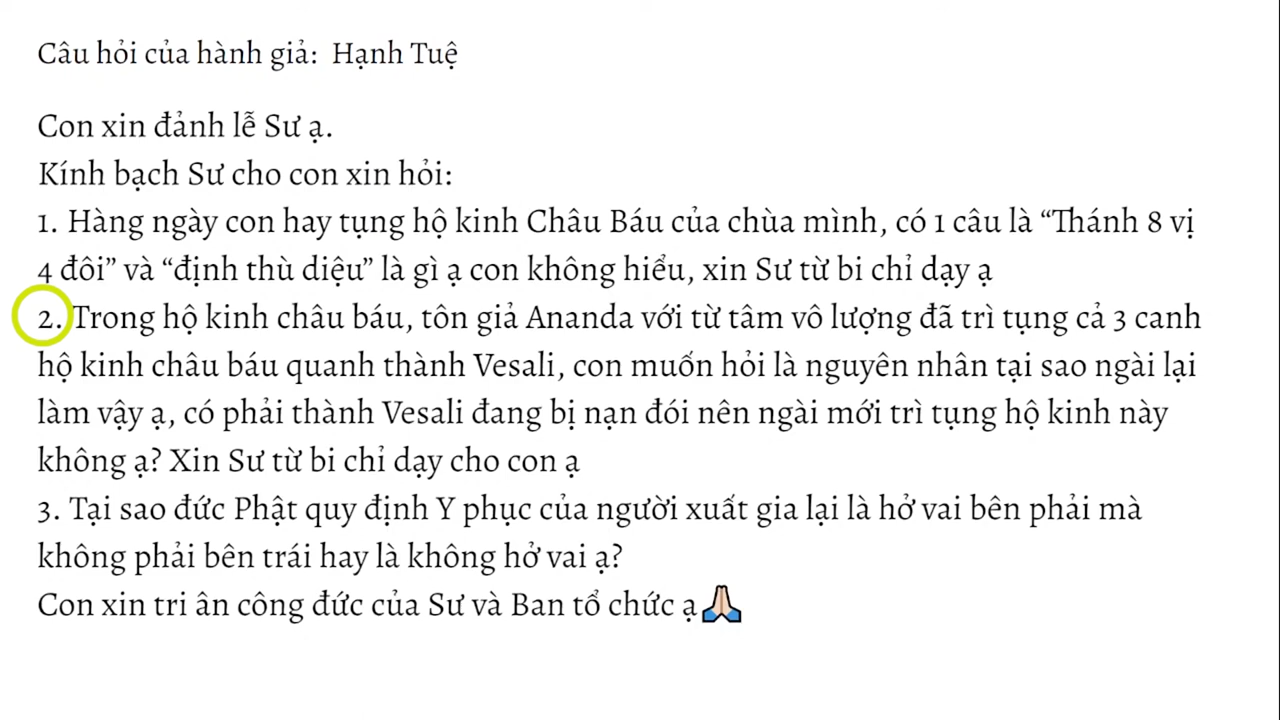 Câu hỏi của hành giả: Hạnh Tuệ
Con xin đảnh lễ Sư ạ.
Kính bạch Sư cho con xin hỏi:
1. Hàng ngày con hay tụng hộ kinh Châu Báu của chùa mình, có 1 câu là “Thánh 8 vị
4 đôi” và “định thù diệu” là gì ạ con không hiểu, xin Sư từ bi chỉ dạy ạ
2. Trong hộ kinh châu báu, tôn giả Ananda với từ tâm vô lượng đã trì tụng cả 3 canh
hộ kinh châu báu quanh thành Vesali, con muốn hỏi là nguyên nhân tại sao ngài lại
làm vậy ạ, có phải thành Vesali đang bị nạn đói nên ngài mới trì tụng hộ kinh này
không ạ? Xin Sư từ bi chỉ dạy cho con ạ
3. Tại sao đức Phật quy định Y phục của người xuất gia lại là hở vai bên phải mà
không phải bên trái hay là không hở vai ạ?
Con xin tri ân công đức của Sư và Ban tổ chức ạ🙏🏻